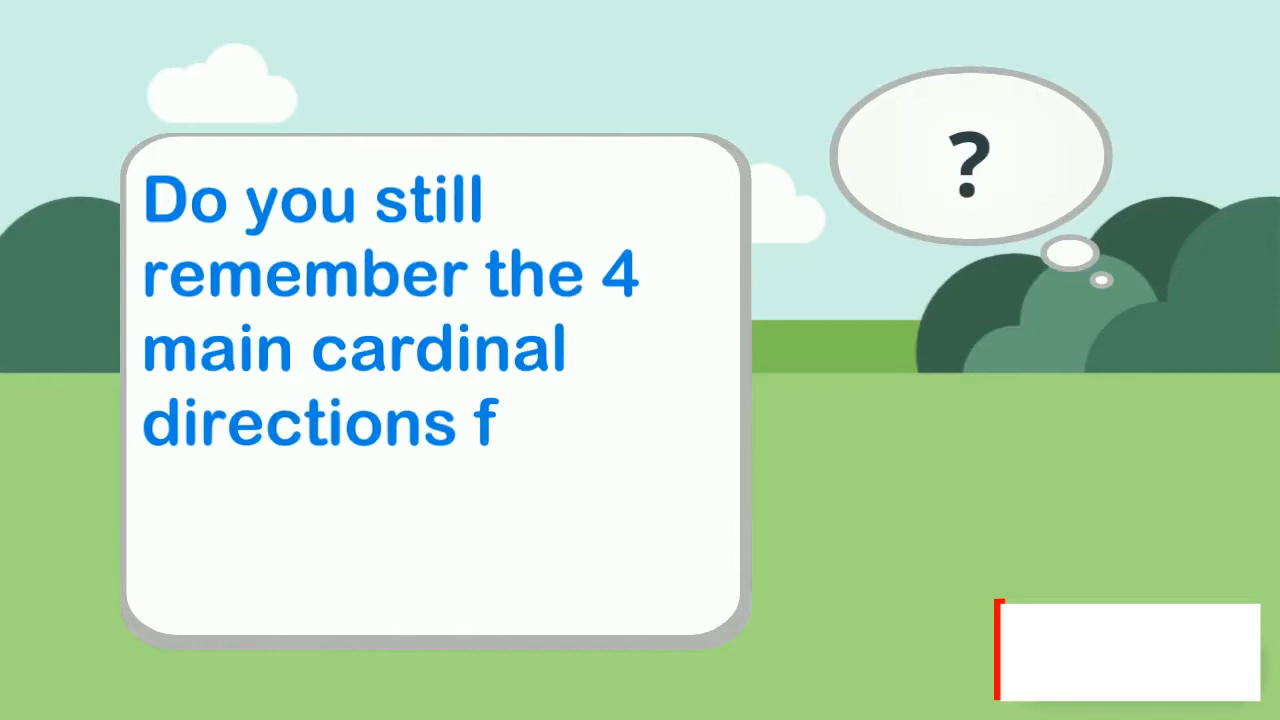 ?
Do you still
remember the 4
main cardinal
directions f